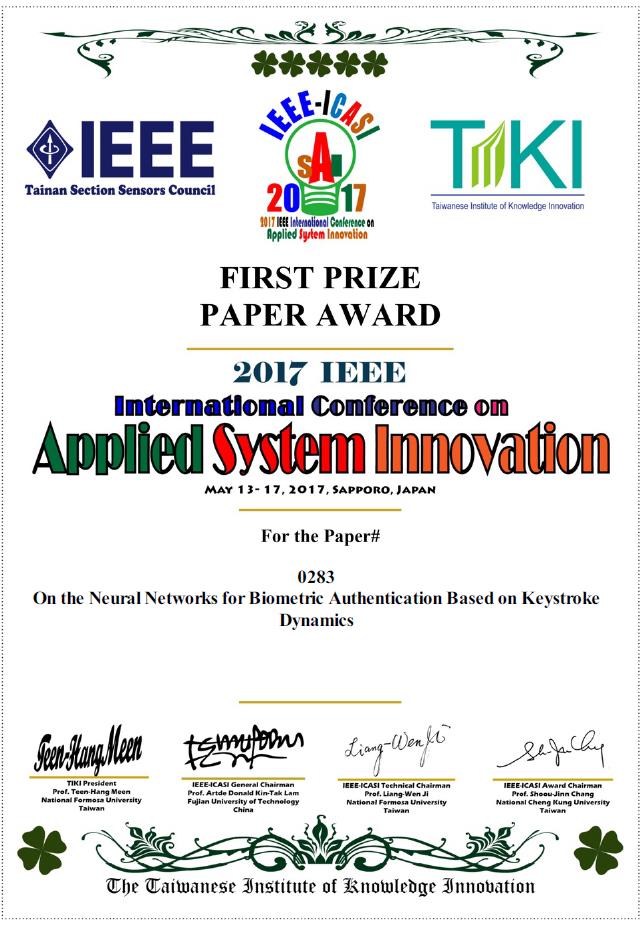 IEEE
Tainan Section Sensors Council
IEEE-ICASI
SAI
2017
2017 IEEE International Conference on
Applied System Innovation
TIKI
Taiwanese Institute of Knowledge Innovation
FIRST PRIZE
PAPER AWARD
2017 IEEE
International Conference on
Applied System Innovation
MAY 13- 17, 2017, SAPPORO, JAPAN
For the Paper#
0283
On the Neural Networks for Biometric Authentication Based on Keystroke
Dynamics
Teen-Hang Meen
Liang-Wen Ji
TIKI President
Prof. Teen-Hang Meen
National Formosa University
Taiwan
IEEE-ICASI General Chairman
Prof. Artde Donald Kin-Tak Lam
Fujian University of Technology
China
IEEE-ICASI Technical Chairman
Prof. Liang-Wen Ji
National Formosa University
Taiwan
IEEE-ICASI Award Chairman
Prof. Shoou-Jinn Chang
National Cheng Kung University
Taiwan
The Taiwanese Institute of Knowledge Innovation